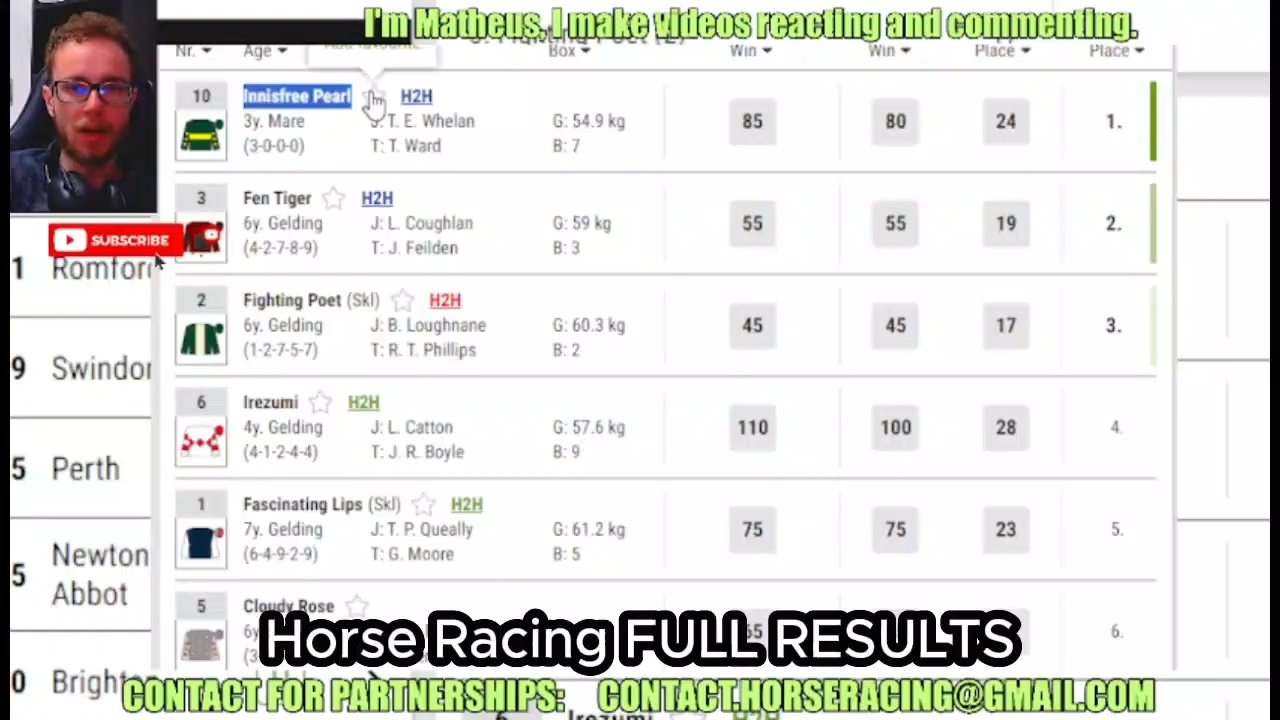 I'm Matheus, I make videos reacting and commenting.
Nr. Age Box Win Win Place Place
10 Innisfree Pearl H2H
3y. Mare J: T. E. Whelan G: 54.9 kg 85 80 24 1.
(3-0-0-0) T: T. Ward B: 7
3 Fen Tiger H2H
6y. Gelding J: L. Coughlan G: 59 kg 55 55 19 2.
(4-2-7-8-9) T: J. Feilden B: 3
SUBSCRIBE
1 Romford
2 Fighting Poet (Skl) H2H
6y. Gelding J: B. Loughnane G: 60.3 kg 45 45 17 3.
(1-2-7-5-7) T: R. T. Phillips B: 2
9 Swindon
6 Irezumi H2H
4y. Gelding J: L. Catton G: 57.6 kg 110 100 28 4.
(4-1-2-4-4) T: J. R. Boyle B: 9
5 Perth
1 Fascinating Lips (Skl) H2H
7y. Gelding J: T. P. Queally G: 61.2 kg 75 75 23 5.
(6-4-9-2-9) T: G. Moore B: 5
5 Newton
Abbot
5 Cloudy Rose
6.
Horse Racing FULL RESULTS
0
CONTACT FOR PARTNERSHIPS: CONTACT.HORSERACING@GMAIL.COM
6 Irezumi H2H